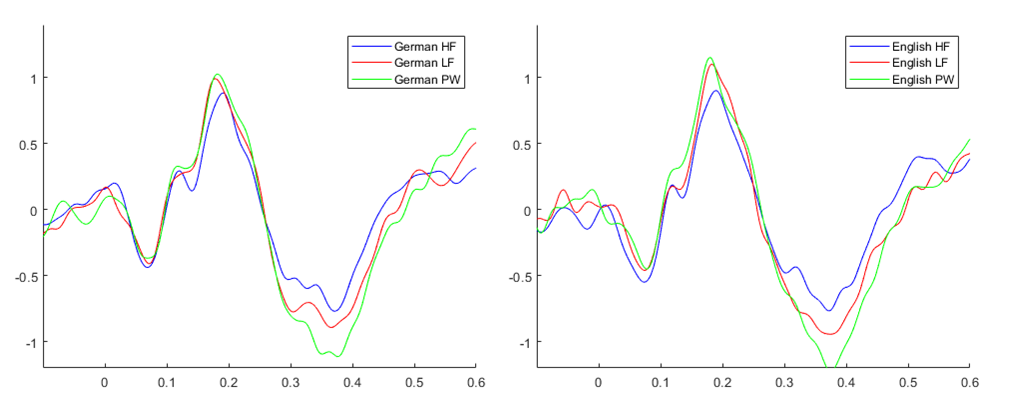 German HF
German LF
German PW
1
0.5
0
-0.5
-1
0 0.1 0.2 0.3 0.4 0.5 0.6
English HF
English LF
English PW
1
0.5
0
-0.5
-1
0 0.1 0.2 0.3 0.4 0.5 0.6